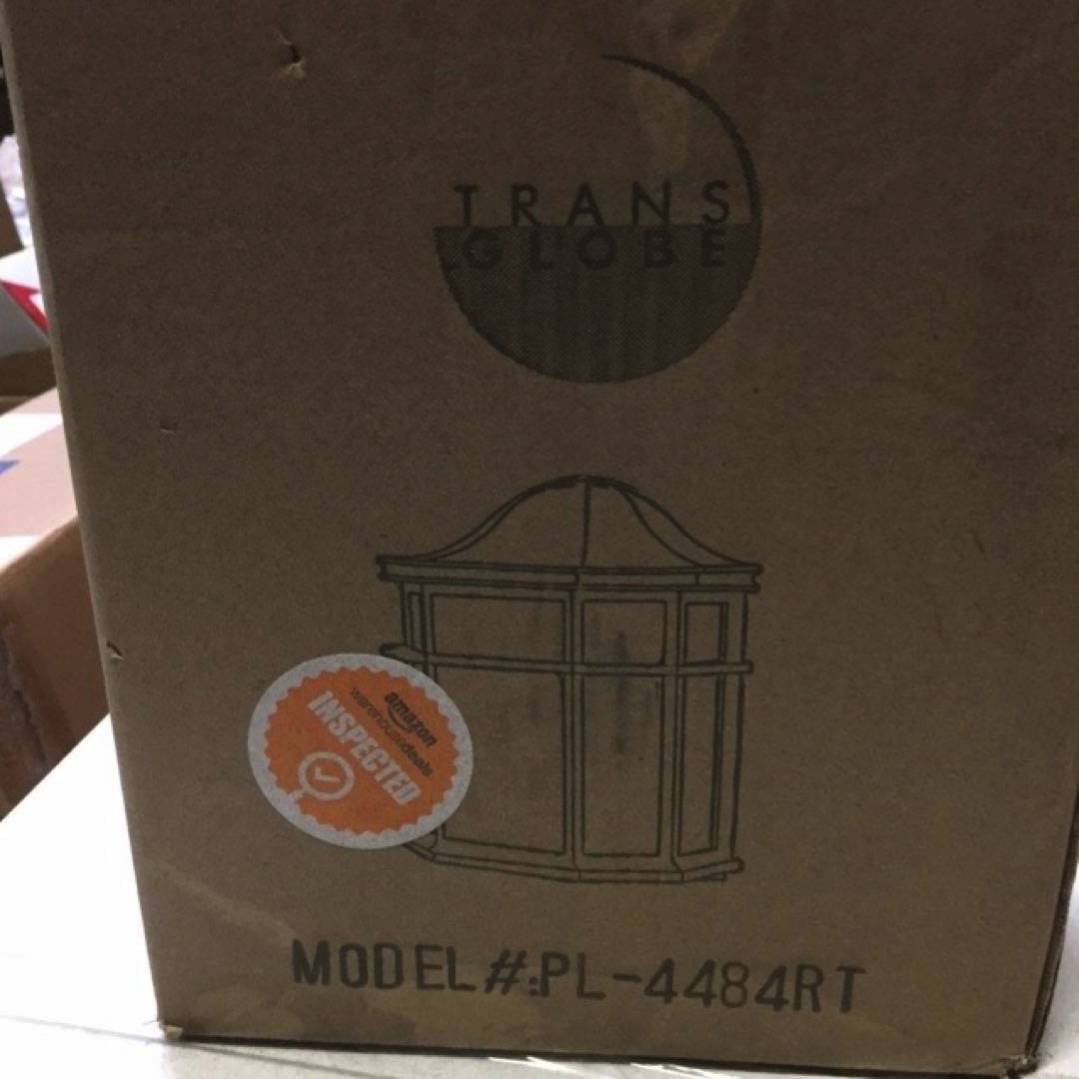 TRANS
GLOBE
amazon
warehousedeals
INSPECTED
MODEL#:PL-4484RT